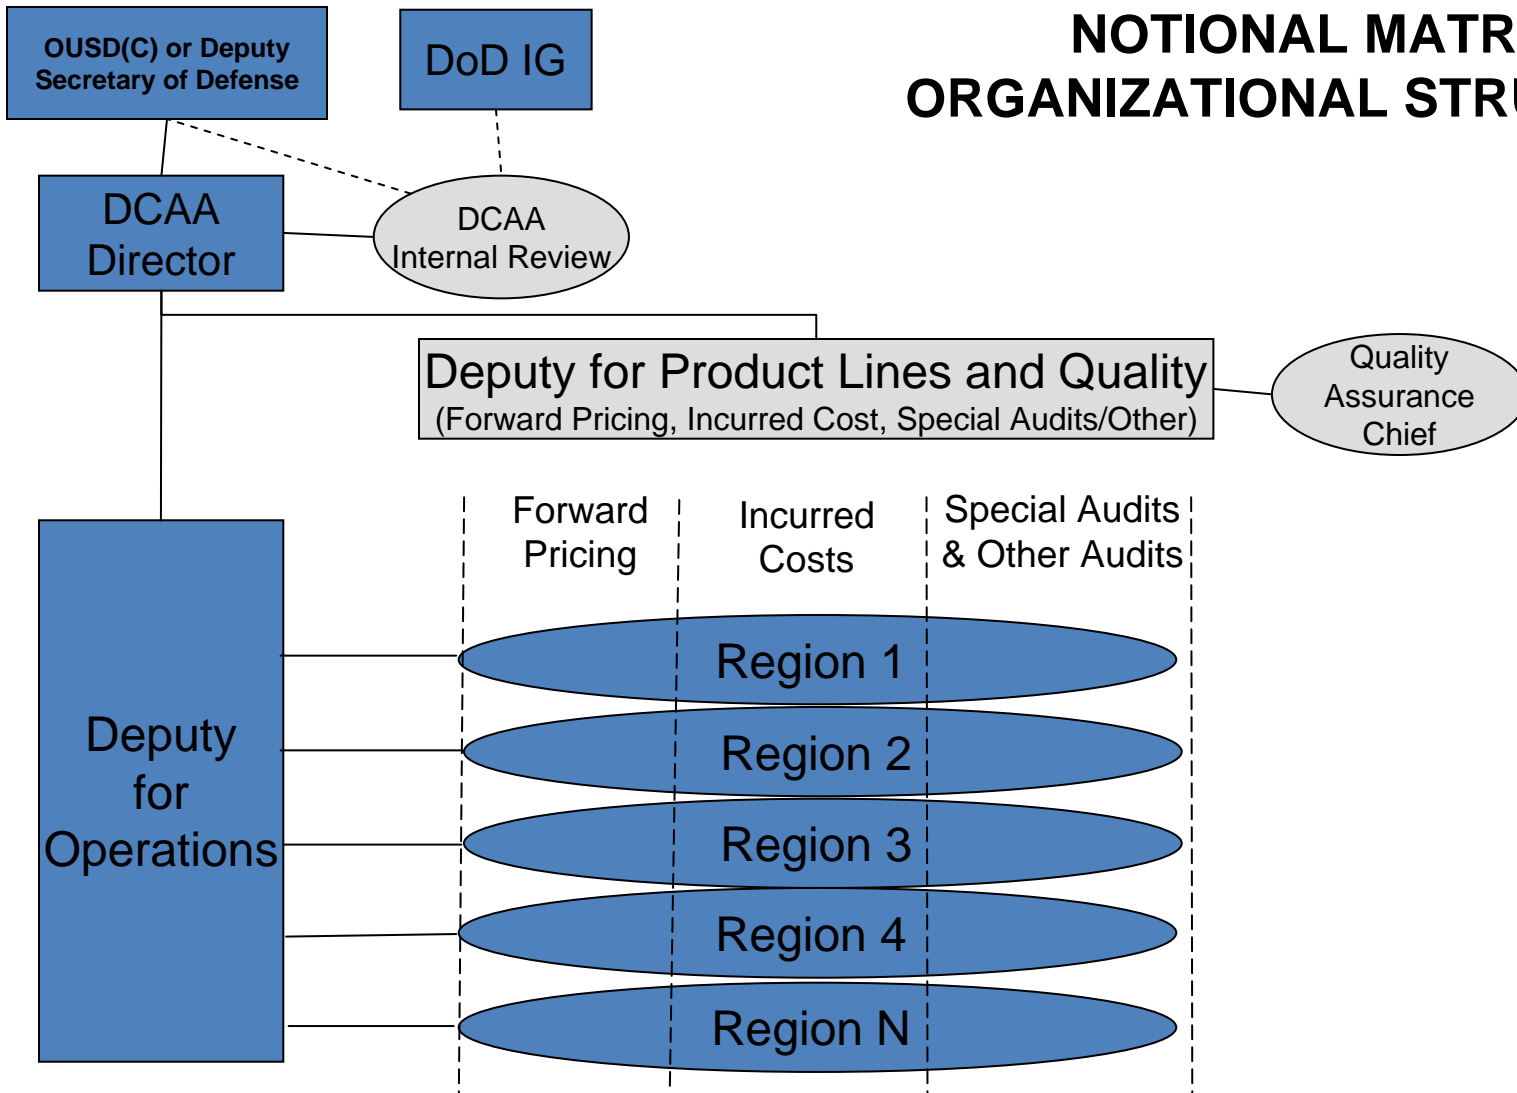 NOTIONAL MATR
ORGANIZATIONAL STRU
OUSD(C) or Deputy
Secretary of Defense
DoD IG
DCAA
Director
DCAA
Internal Review
Deputy for Product Lines and Quality
(Forward Pricing, Incurred Cost, Special Audits/Other)
Quality
Assurance
Chief
Forward
Pricing
Incurred
Costs
Special Audits
& Other Audits
Deputy
for
Operations
Region 1
Region 2
Region 3
Region 4
Region N